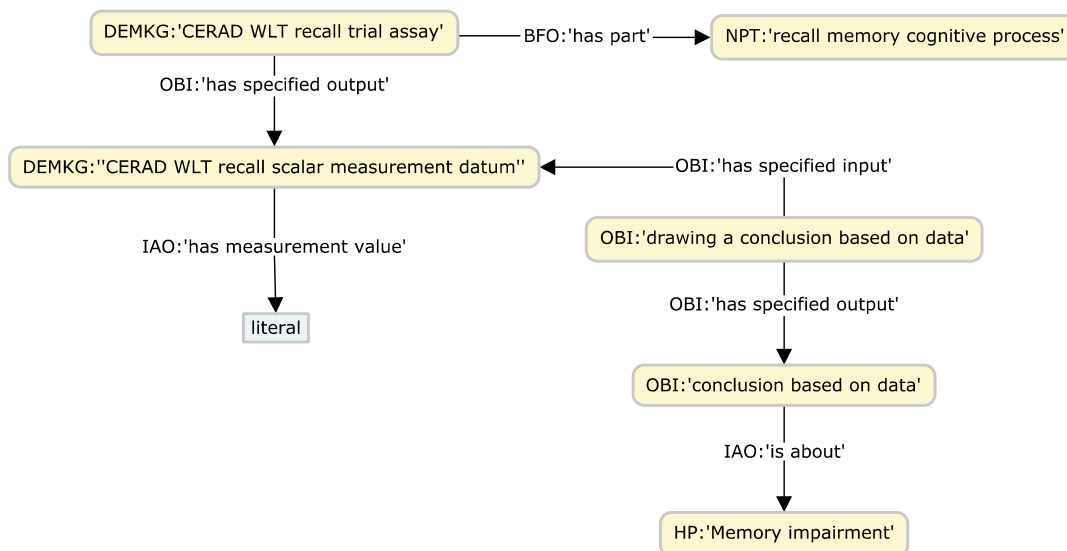 DEMKG:'CERAD WLT recall trial assay'
BFO:'has part'
NPT:'recall memory cognitive process'
OBI:'has specified output'
DEMKG:''CERAD WLT recall scalar measurement datum''
OBI:'has specified input'
IAO:'has measurement value'
OBI:'drawing a conclusion based on data'
OBI:'has specified output'
literal
OBI:'conclusion based on data'
IAO:'is about'
HP:'Memory impairment'